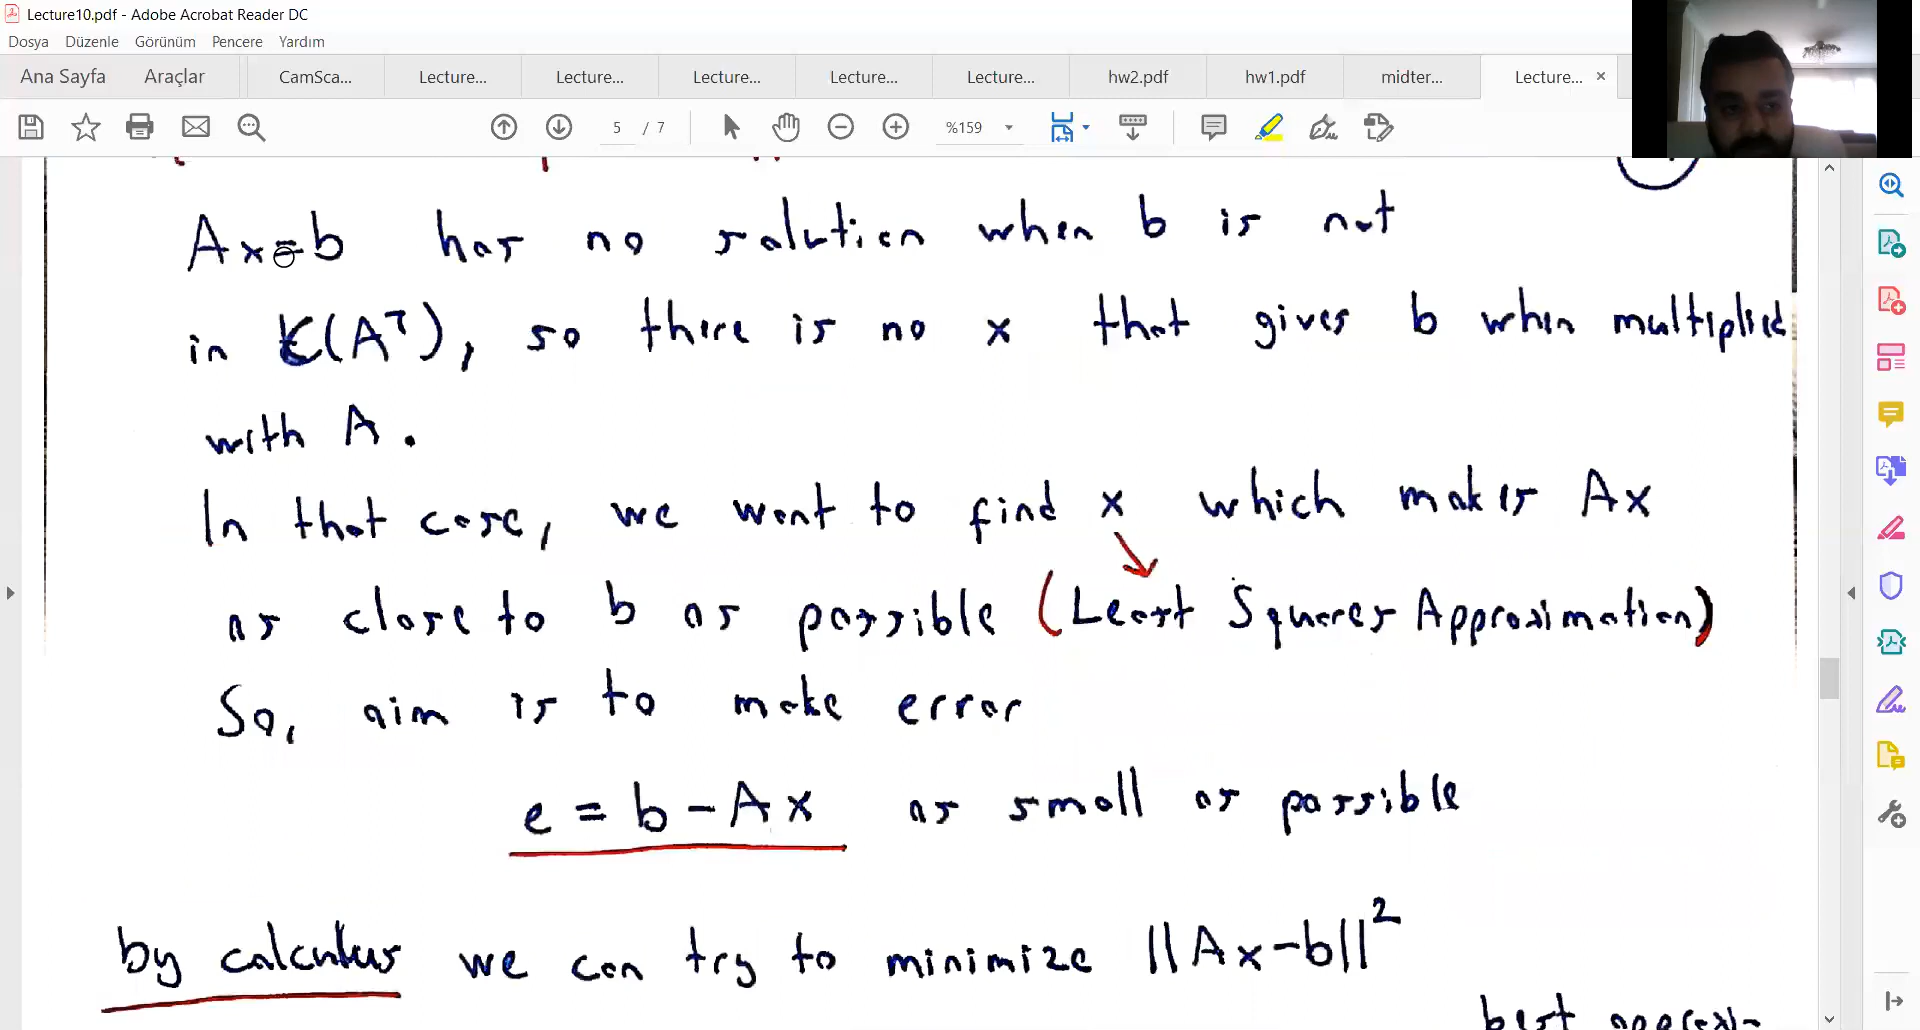 Lecture10.pdf - Adobe Acrobat Reader DC
Dosya Düzenle Görünüm Pencere Yardım
Ana Sayfa Araçlar CamSca... Lecture... Lecture... Lecture... Lecture... Lecture... hw2.pdf hw1.pdf midter... Lecture... ×
5 / 7 %159
Ax=b has no solution when b is not
in C(Aᵀ), so there is no x that gives b when multiplied
with A.
In that case, we want to find x which makes Ax
as close to b as possible (Least Squares Approximation)
So, aim is to make error
e = b - Ax as small as possible
by calculus we can try to minimize ||Ax-b||²
best